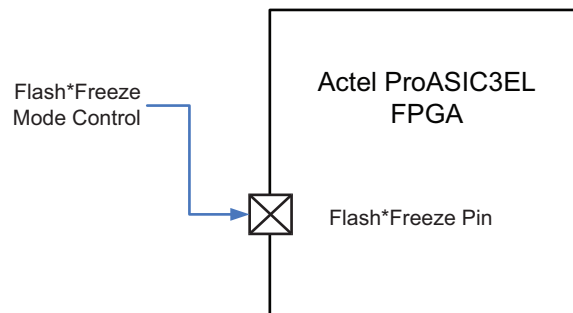 Flash*Freeze
Mode Control
Actel ProASIC3EL
FPGA
Flash*Freeze Pin